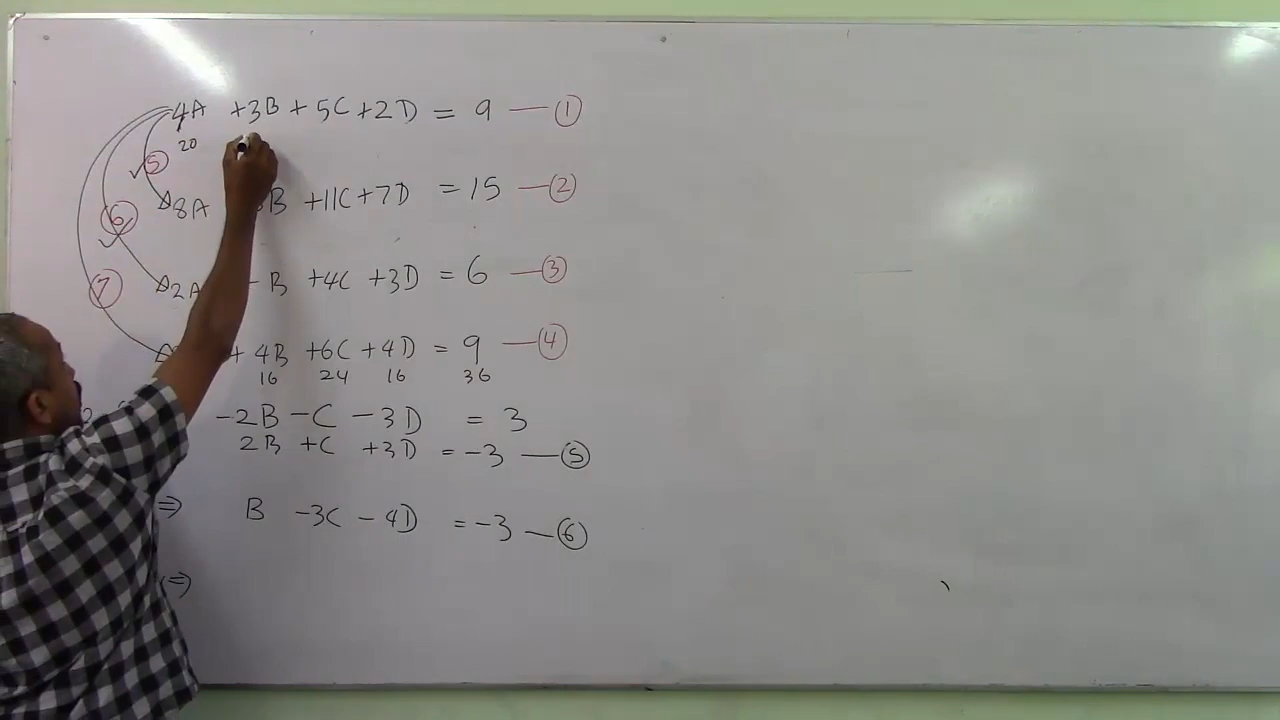 4A +3B + 5C +2D = 9 — ①
20
⑤
8A B +11C +7D = 15 — ②
⑥
2A - B +4C +3D = 6 — ③
⑦
+ 4B +6C +4D = 9 — ④
16 24 16 36
-2B - C - 3D = 3
2B +C +3D = -3 — ⑤
⇒ B -3C - 4D = -3 — ⑥
⇒